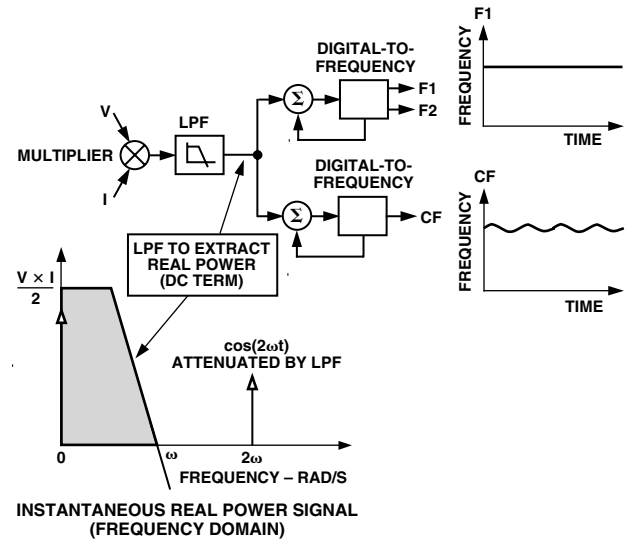 DIGITAL-TO-
FREQUENCY
F1
F2
Σ
V
LPF
MULTIPLIER
I
DIGITAL-TO-
FREQUENCY
Σ
CF
F1
FREQUENCY
TIME
CF
FREQUENCY
TIME
LPF TO EXTRACT
REAL POWER
(DC TERM)
V × I
2
cos(2ωt)
ATTENUATED BY LPF
0
ω
2ω
FREQUENCY – RAD/S
INSTANTANEOUS REAL POWER SIGNAL
(FREQUENCY DOMAIN)